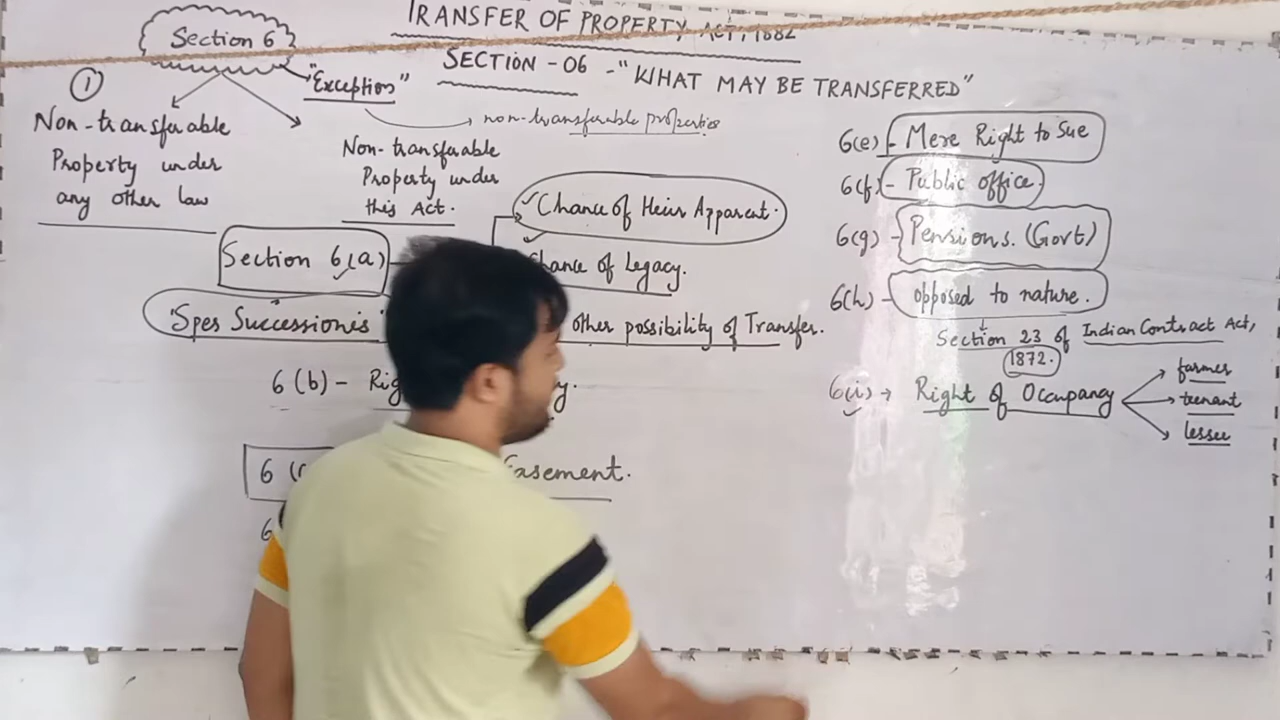 TRANSFER OF PROPERTY ACT, 1882
Section 6
SECTION - 06 - "WHAT MAY BE TRANSFERRED"
"Exception"
non-transferable properties
①
Non-transferable
Property under
any other law
Non-transferable
Property under
this Act.
Section 6(a)
Chance of Heir Apparent.
Chance of Legacy.
"Spes Successionis
other possibility of Transfer.
6 (b) -
6
Easement.
6
6(e) - Mere Right to Sue
6(f) - Public office.
6(g) - Pensions. (Govt)
6(h) - opposed to nature.
Section 23 of Indian Contract Act,
1872.
6(i) → Right of Occupancy
farmer
tenant
lessee